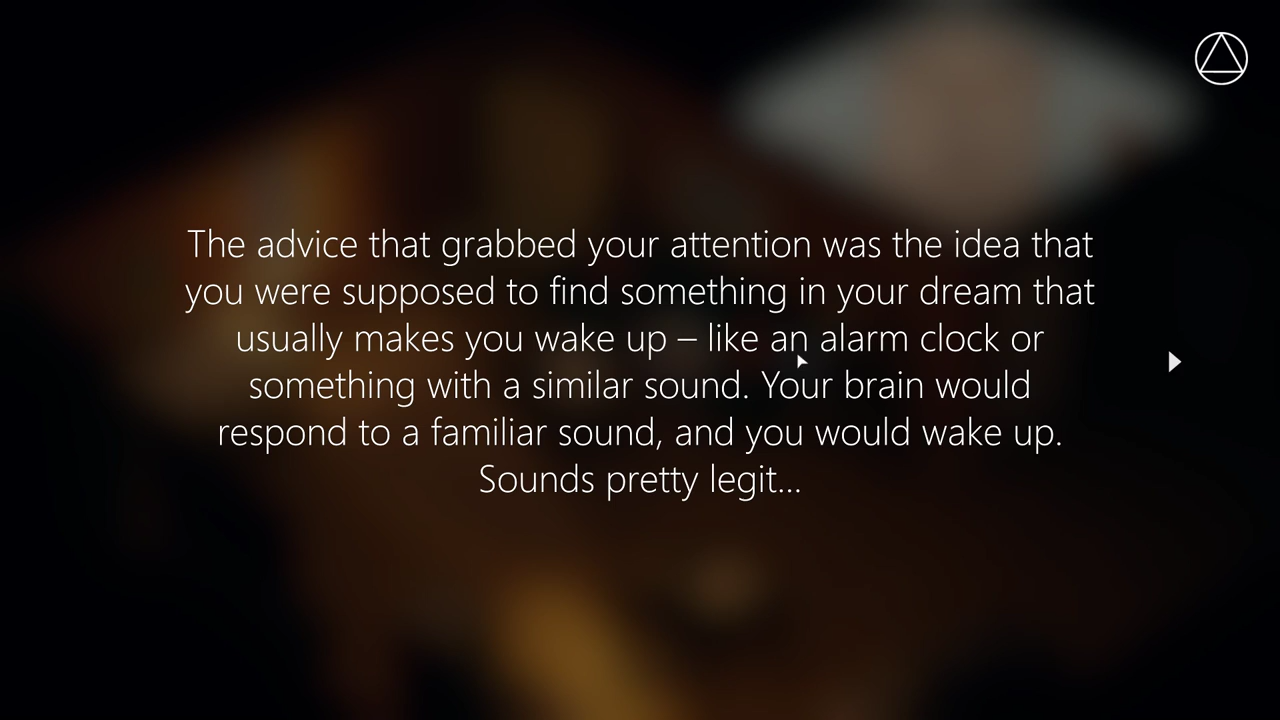 The advice that grabbed your attention was the idea that
you were supposed to find something in your dream that
usually makes you wake up – like an alarm clock or
something with a similar sound. Your brain would
respond to a familiar sound, and you would wake up.
Sounds pretty legit...